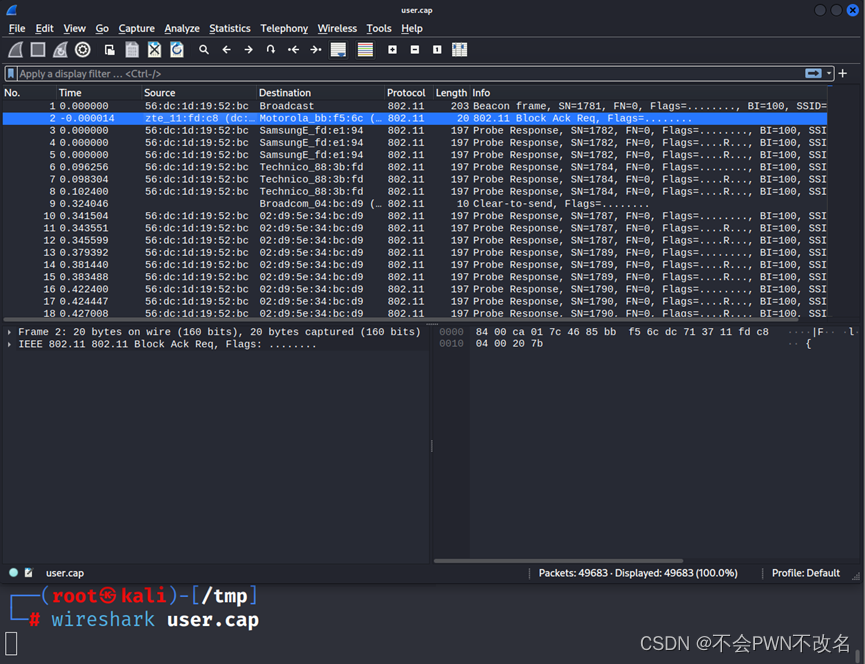 user.cap
File Edit View Go Capture Analyze Statistics Telephony Wireless Tools Help
Apply a display filter ... <Ctrl-/>
No. Time Source Destination Protocol Length Info
1 0.000000 56:dc:1d:19:52:bc Broadcast 802.11 203 Beacon frame, SN=1781, FN=0, Flags=........, BI=100, SSID=
2 -0.000014 zte_11:fd:c8 (dc:… Motorola_bb:f5:6c (… 802.11 20 802.11 Block Ack Req, Flags=........
3 0.000000 56:dc:1d:19:52:bc SamsungE_fd:e1:94 802.11 197 Probe Response, SN=1782, FN=0, Flags=........, BI=100, SSI
4 0.000000 56:dc:1d:19:52:bc SamsungE_fd:e1:94 802.11 197 Probe Response, SN=1782, FN=0, Flags=....R..., BI=100, SSI
5 0.000000 56:dc:1d:19:52:bc SamsungE_fd:e1:94 802.11 197 Probe Response, SN=1782, FN=0, Flags=....R..., BI=100, SSI
6 0.096256 56:dc:1d:19:52:bc Technico_88:3b:fd 802.11 197 Probe Response, SN=1784, FN=0, Flags=........, BI=100, SSI
7 0.098304 56:dc:1d:19:52:bc Technico_88:3b:fd 802.11 197 Probe Response, SN=1784, FN=0, Flags=....R..., BI=100, SSI
8 0.102400 56:dc:1d:19:52:bc Technico_88:3b:fd 802.11 197 Probe Response, SN=1784, FN=0, Flags=....R..., BI=100, SSI
9 0.324046 Broadcom_04:bc:d9 (… 802.11 10 Clear-to-send, Flags=........
10 0.341504 56:dc:1d:19:52:bc 02:d9:5e:34:bc:d9 802.11 197 Probe Response, SN=1787, FN=0, Flags=........, BI=100, SSI
11 0.343551 56:dc:1d:19:52:bc 02:d9:5e:34:bc:d9 802.11 197 Probe Response, SN=1787, FN=0, Flags=....R..., BI=100, SSI
12 0.345599 56:dc:1d:19:52:bc 02:d9:5e:34:bc:d9 802.11 197 Probe Response, SN=1787, FN=0, Flags=....R..., BI=100, SSI
13 0.379392 56:dc:1d:19:52:bc 02:d9:5e:34:bc:d9 802.11 197 Probe Response, SN=1789, FN=0, Flags=........, BI=100, SSI
14 0.381440 56:dc:1d:19:52:bc 02:d9:5e:34:bc:d9 802.11 197 Probe Response, SN=1789, FN=0, Flags=....R..., BI=100, SSI
15 0.383488 56:dc:1d:19:52:bc 02:d9:5e:34:bc:d9 802.11 197 Probe Response, SN=1789, FN=0, Flags=....R..., BI=100, SSI
16 0.422400 56:dc:1d:19:52:bc 02:d9:5e:34:bc:d9 802.11 197 Probe Response, SN=1790, FN=0, Flags=........, BI=100, SSI
17 0.424447 56:dc:1d:19:52:bc 02:d9:5e:34:bc:d9 802.11 197 Probe Response, SN=1790, FN=0, Flags=....R..., BI=100, SSI
18 0.427008 56:dc:1d:19:52:bc 02:d9:5e:34:bc:d9 802.11 197 Probe Response, SN=1790, FN=0, Flags=....R..., BI=100, SSI
Frame 2: 20 bytes on wire (160 bits), 20 bytes captured (160 bits)
IEEE 802.11 802.11 Block Ack Req, Flags: ........
0000 84 00 ca 01 7c 46 85 bb f5 6c dc 71 37 11 fd c8 ····|F·· ·l·
0010 04 00 20 7b ·· {
user.cap Packets: 49683 · Displayed: 49683 (100.0%) Profile: Default
┌──(root㉿kali)-[/tmp]
└─# wireshark user.cap
CSDN @不会PWN不改名